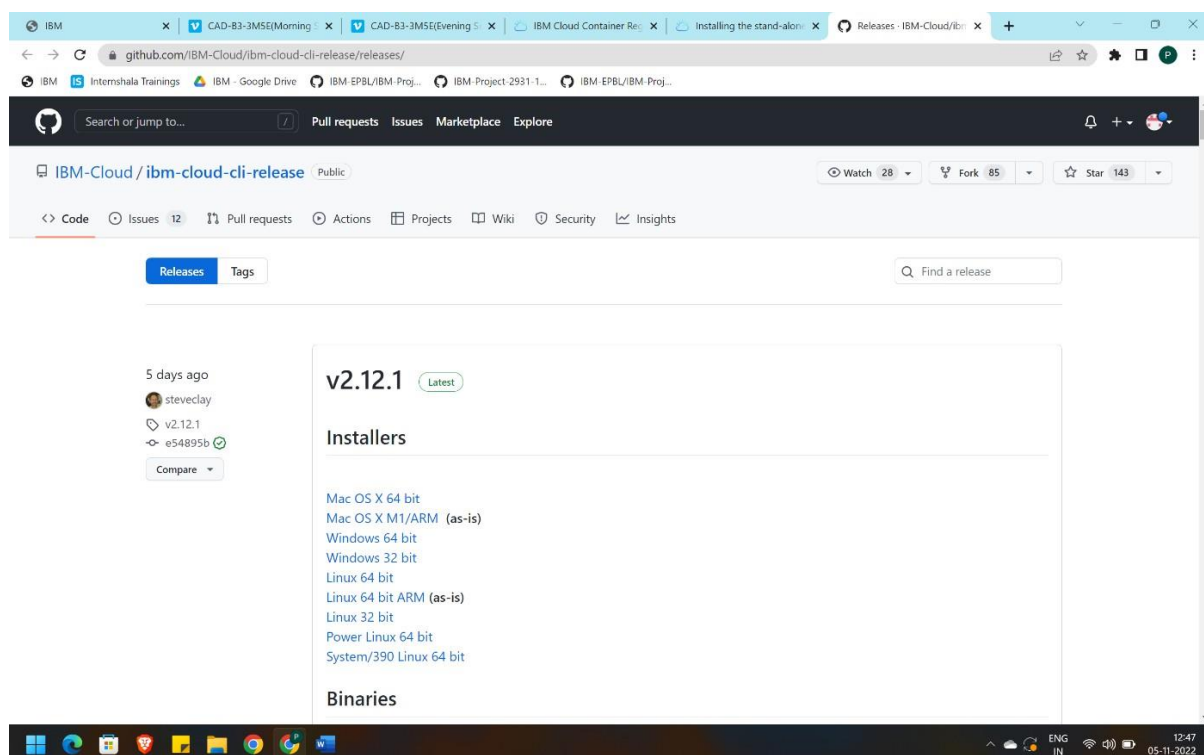 IBM
CAD-B3-3M5E(Morning S
CAD-B3-3M5E(Evening S
IBM Cloud Container Reg
Installing the stand-alone
Releases · IBM-Cloud/ibm
github.com/IBM-Cloud/ibm-cloud-cli-release/releases/
P
IBM
IS Internshala Trainings
IBM - Google Drive
IBM-EPBL/IBM-Proj...
IBM-Project-2931-1...
IBM-EPBL/IBM-Proj...
Search or jump to...
/
Pull requests Issues Marketplace Explore
IBM-Cloud / ibm-cloud-cli-release Public
Watch 28
Fork 85
Star 143
<> Code
Issues 12
Pull requests
Actions
Projects
Wiki
Security
Insights
Releases Tags
Find a release
5 days ago
steveclay
v2.12.1
e54895b
Compare
v2.12.1 Latest
Installers
Mac OS X 64 bit
Mac OS X M1/ARM (as-is)
Windows 64 bit
Windows 32 bit
Linux 64 bit
Linux 64 bit ARM (as-is)
Linux 32 bit
Power Linux 64 bit
System/390 Linux 64 bit
Binaries
ENG
IN
12:47
05-11-2022